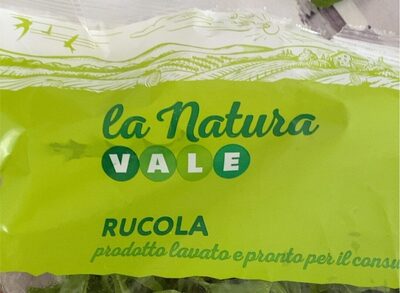 la Natura
VALE
RUCOLA
prodotto lavato e pronto per il